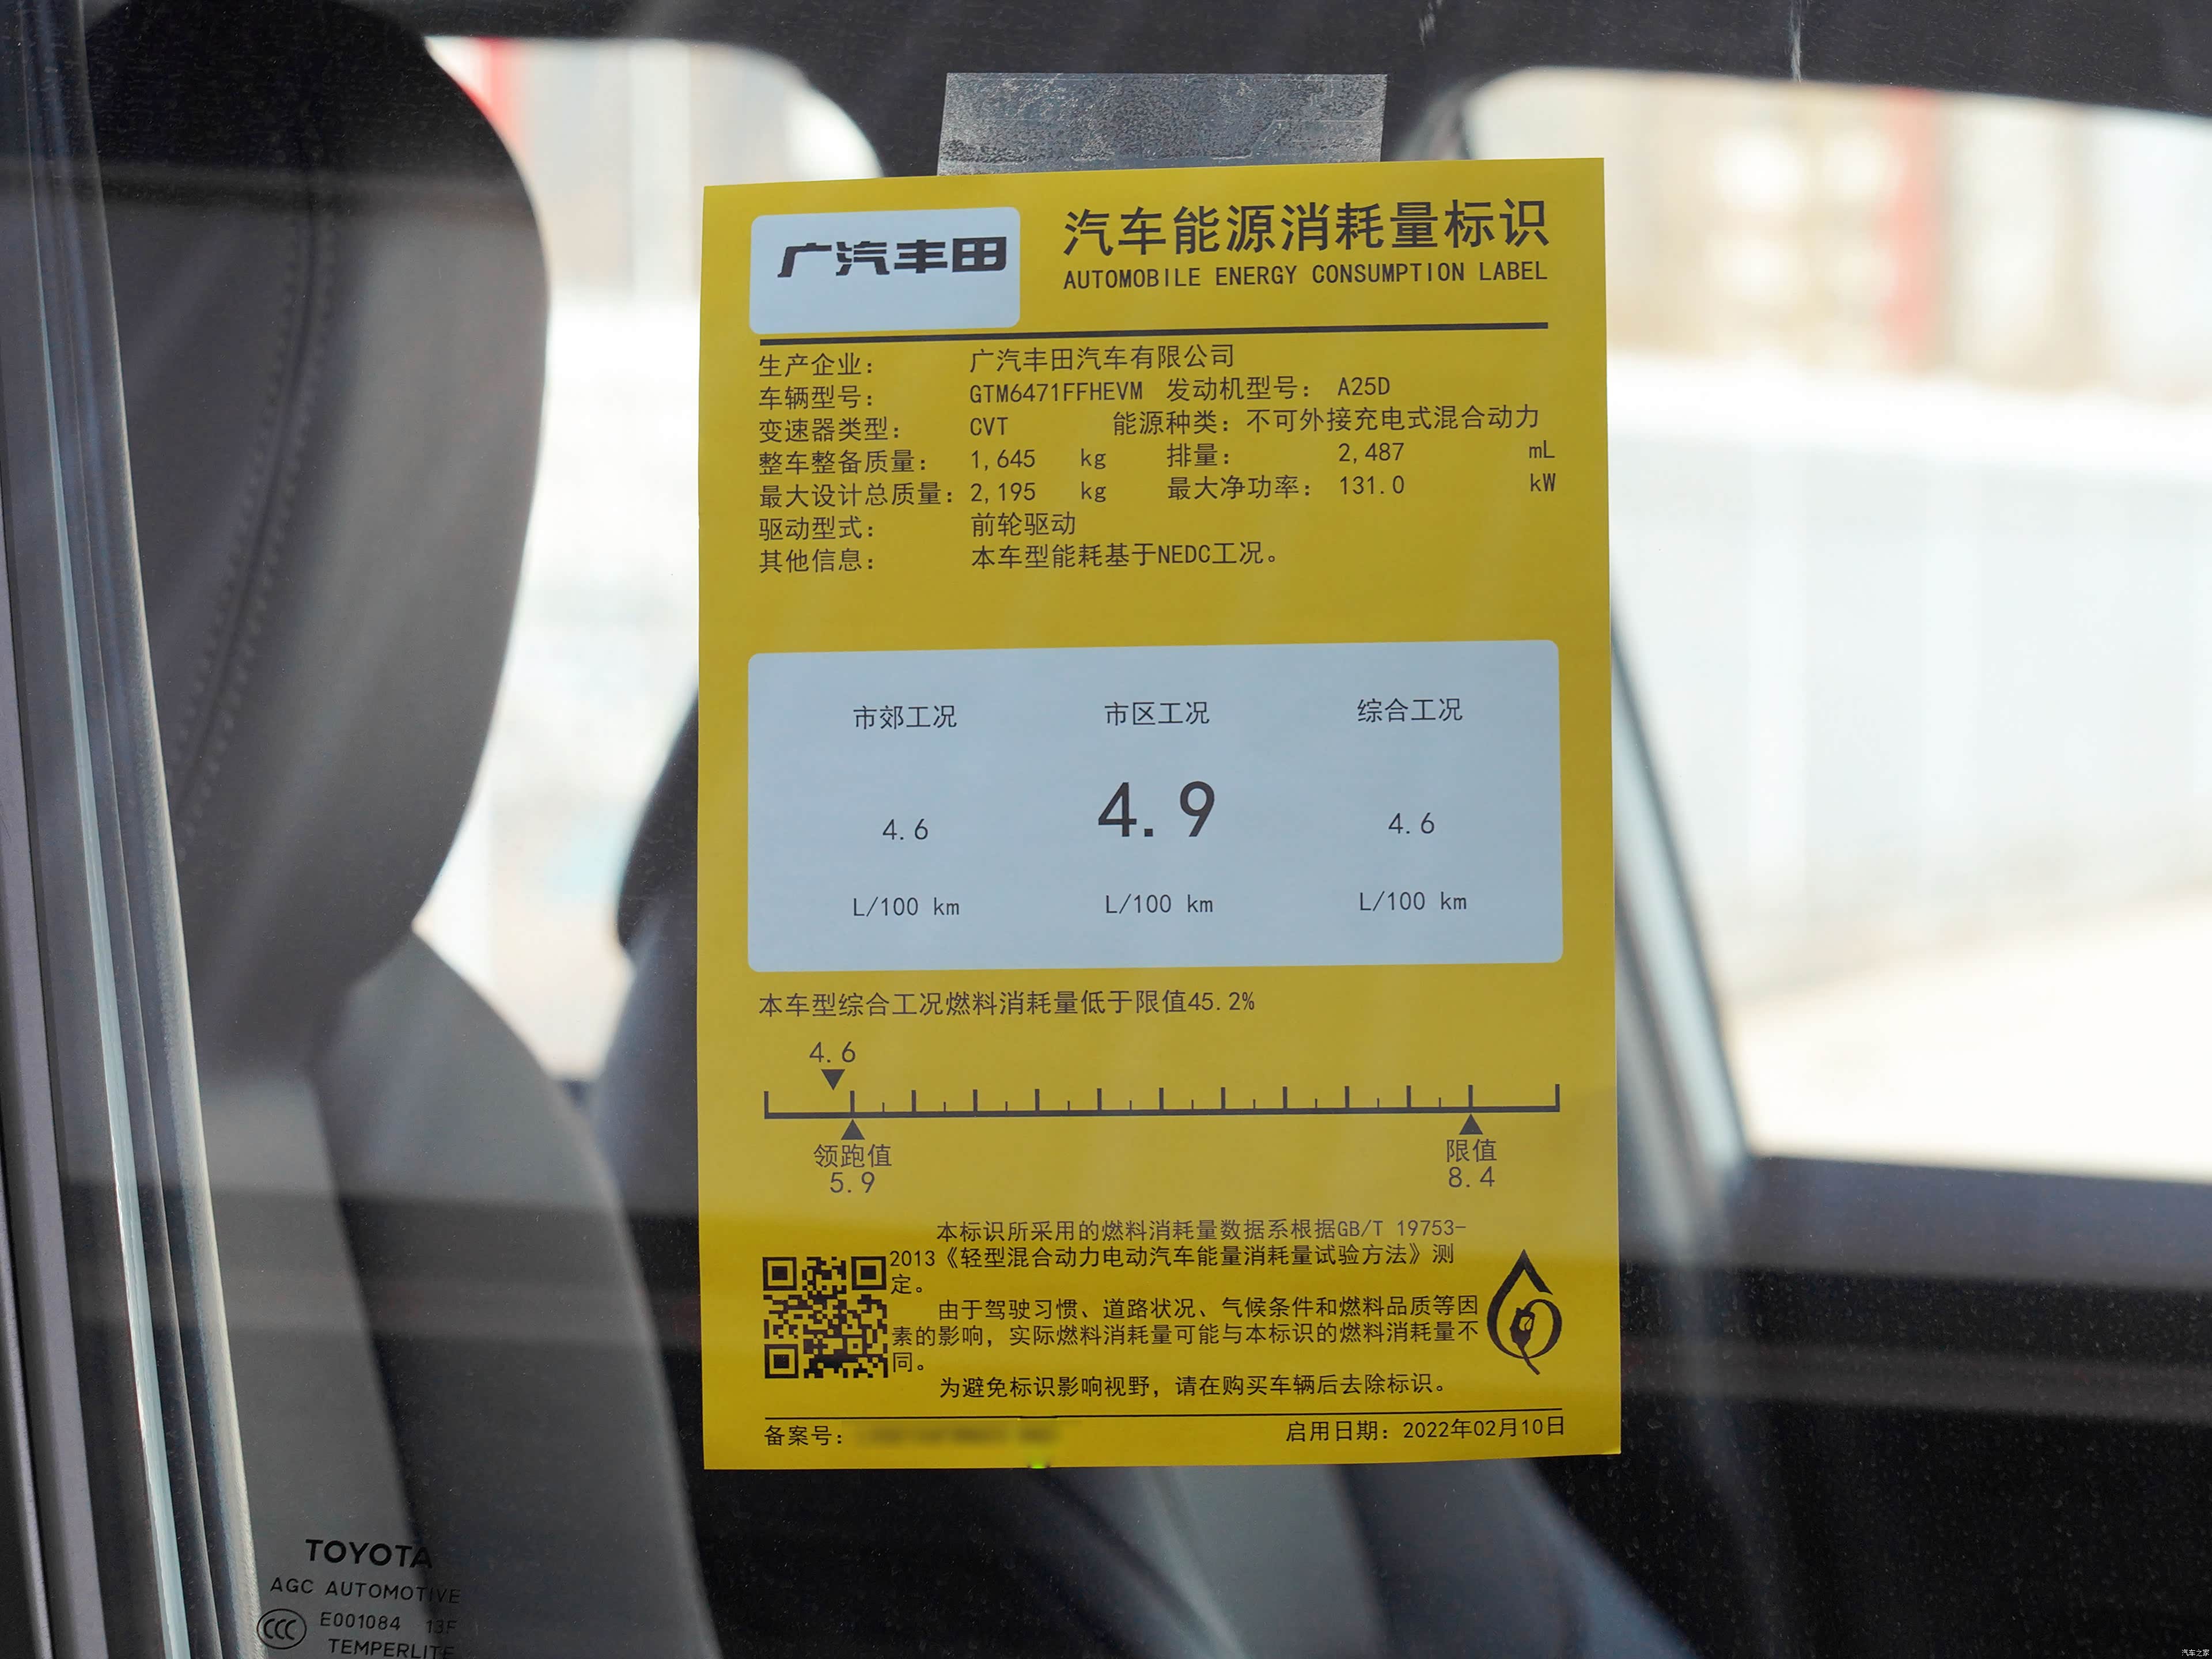 广汽丰田
汽车能源消耗量标识
AUTOMOBILE ENERGY CONSUMPTION LABEL
生产企业： 广汽丰田汽车有限公司
车辆型号： GTM6471FFHEVM 发动机型号： A25D
变速器类型： CVT 能源种类：不可外接充电式混合动力
整车整备质量： 1,645 kg 排量： 2,487 mL
最大设计总质量：2,195 kg 最大净功率： 131.0 kW
驱动型式： 前轮驱动
其他信息： 本车型能耗基于NEDC工况。
市郊工况 市区工况 综合工况
4.6 4.9 4.6
L/100 km L/100 km L/100 km
本车型综合工况燃料消耗量低于限值45.2%
4.6
领跑值 限值
5.9 8.4
本标识所采用的燃料消耗量数据系根据GB/T 19753-
2013《轻型混合动力电动汽车能量消耗量试验方法》测
定。
由于驾驶习惯、道路状况、气候条件和燃料品质等因
素的影响，实际燃料消耗量可能与本标识的燃料消耗量不
同。
为避免标识影响视野，请在购买车辆后去除标识。
备案号： 启用日期：2022年02月10日
TOYOTA
AGC AUTOMOTIVE
CCC E001084 13F
TEMPERLITE
汽车之家